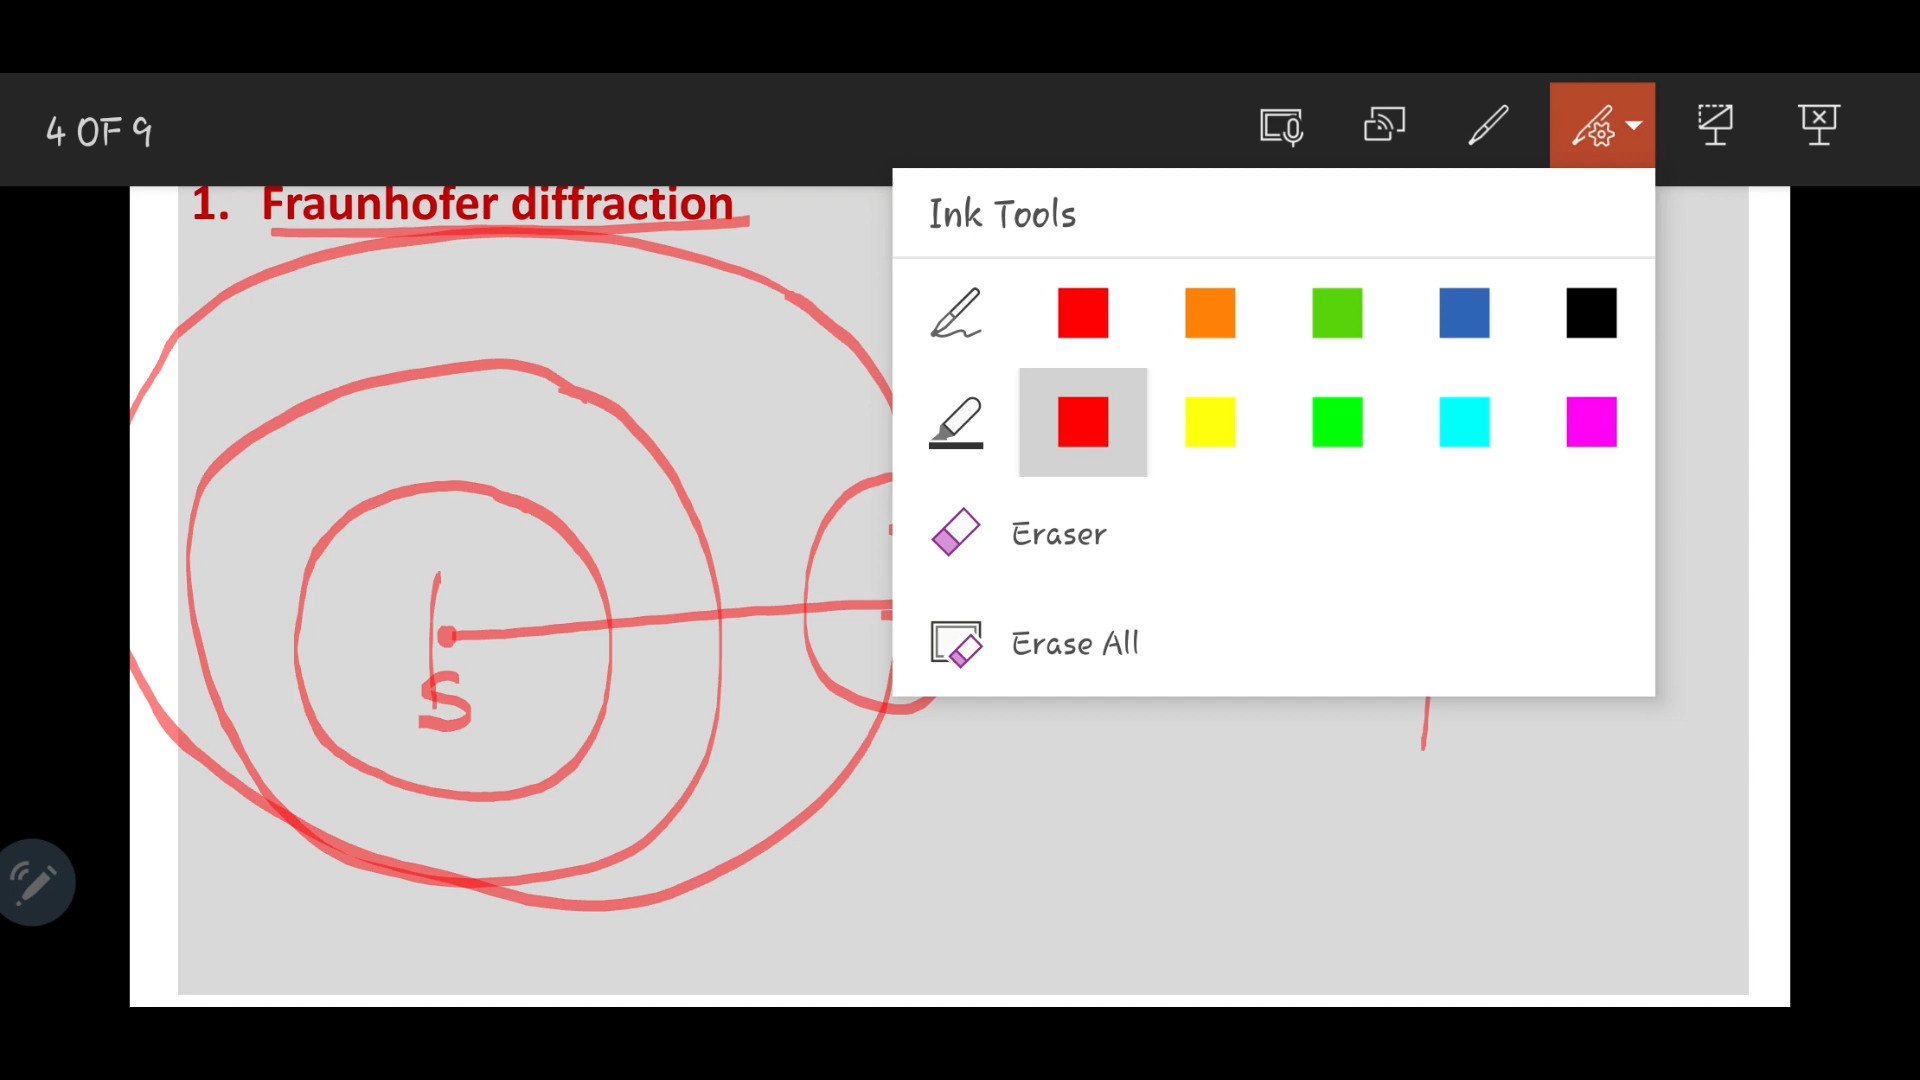 4 OF 9
1. Fraunhofer diffraction
Ink Tools
Eraser
Erase All
S